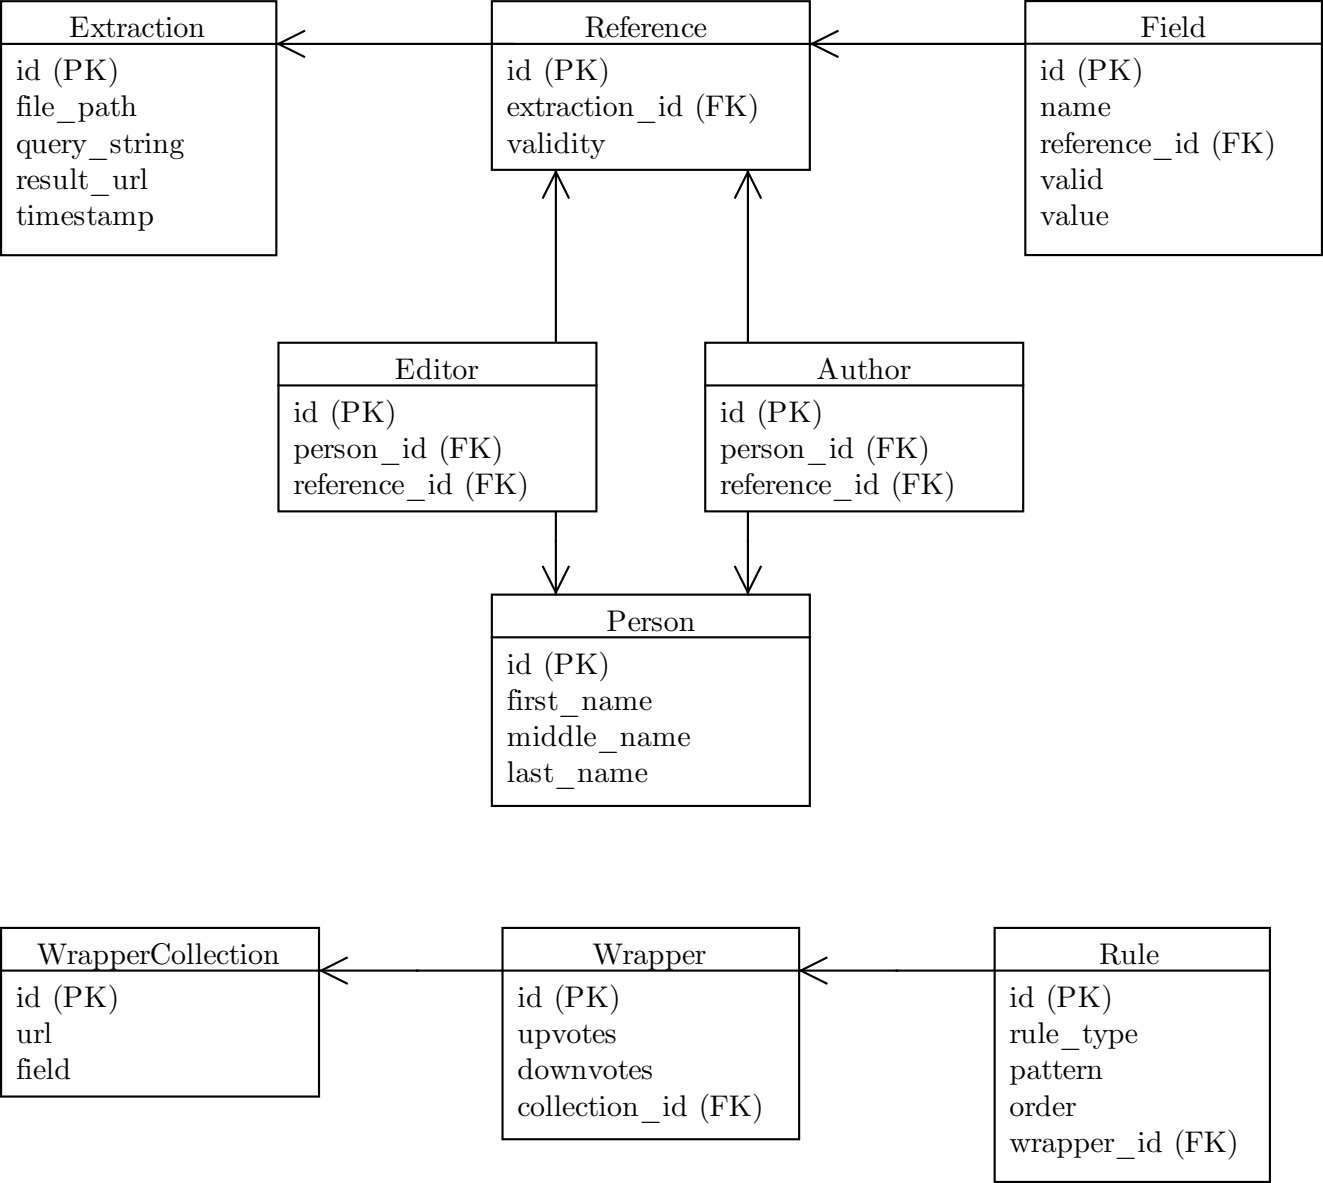 Extraction
id (PK)
file_path
query_string
result_url
timestamp
Reference
id (PK)
extraction_id (FK)
validity
Field
id (PK)
name
reference_id (FK)
valid
value
Editor
id (PK)
person_id (FK)
reference_id (FK)
Author
id (PK)
person_id (FK)
reference_id (FK)
Person
id (PK)
first_name
middle_name
last_name
WrapperCollection
id (PK)
url
field
Wrapper
id (PK)
upvotes
downvotes
collection_id (FK)
Rule
id (PK)
rule_type
pattern
order
wrapper_id (FK)